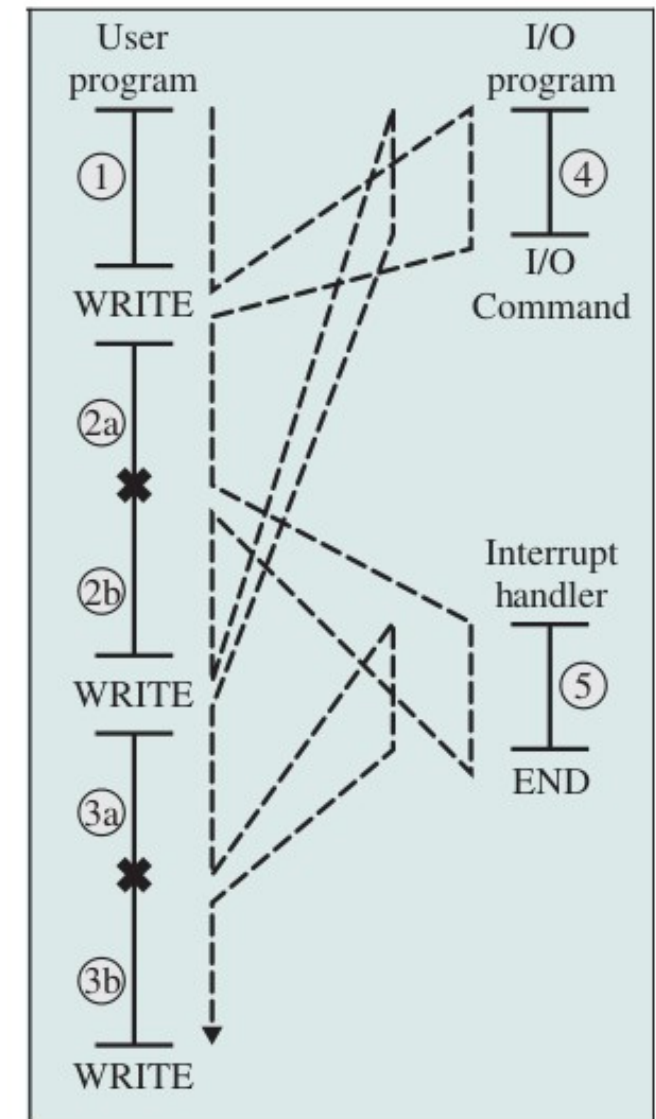 User
program
1
WRITE
2a
2b
WRITE
3a
3b
WRITE
I/O
program
4
I/O
Command
Interrupt
handler
5
END